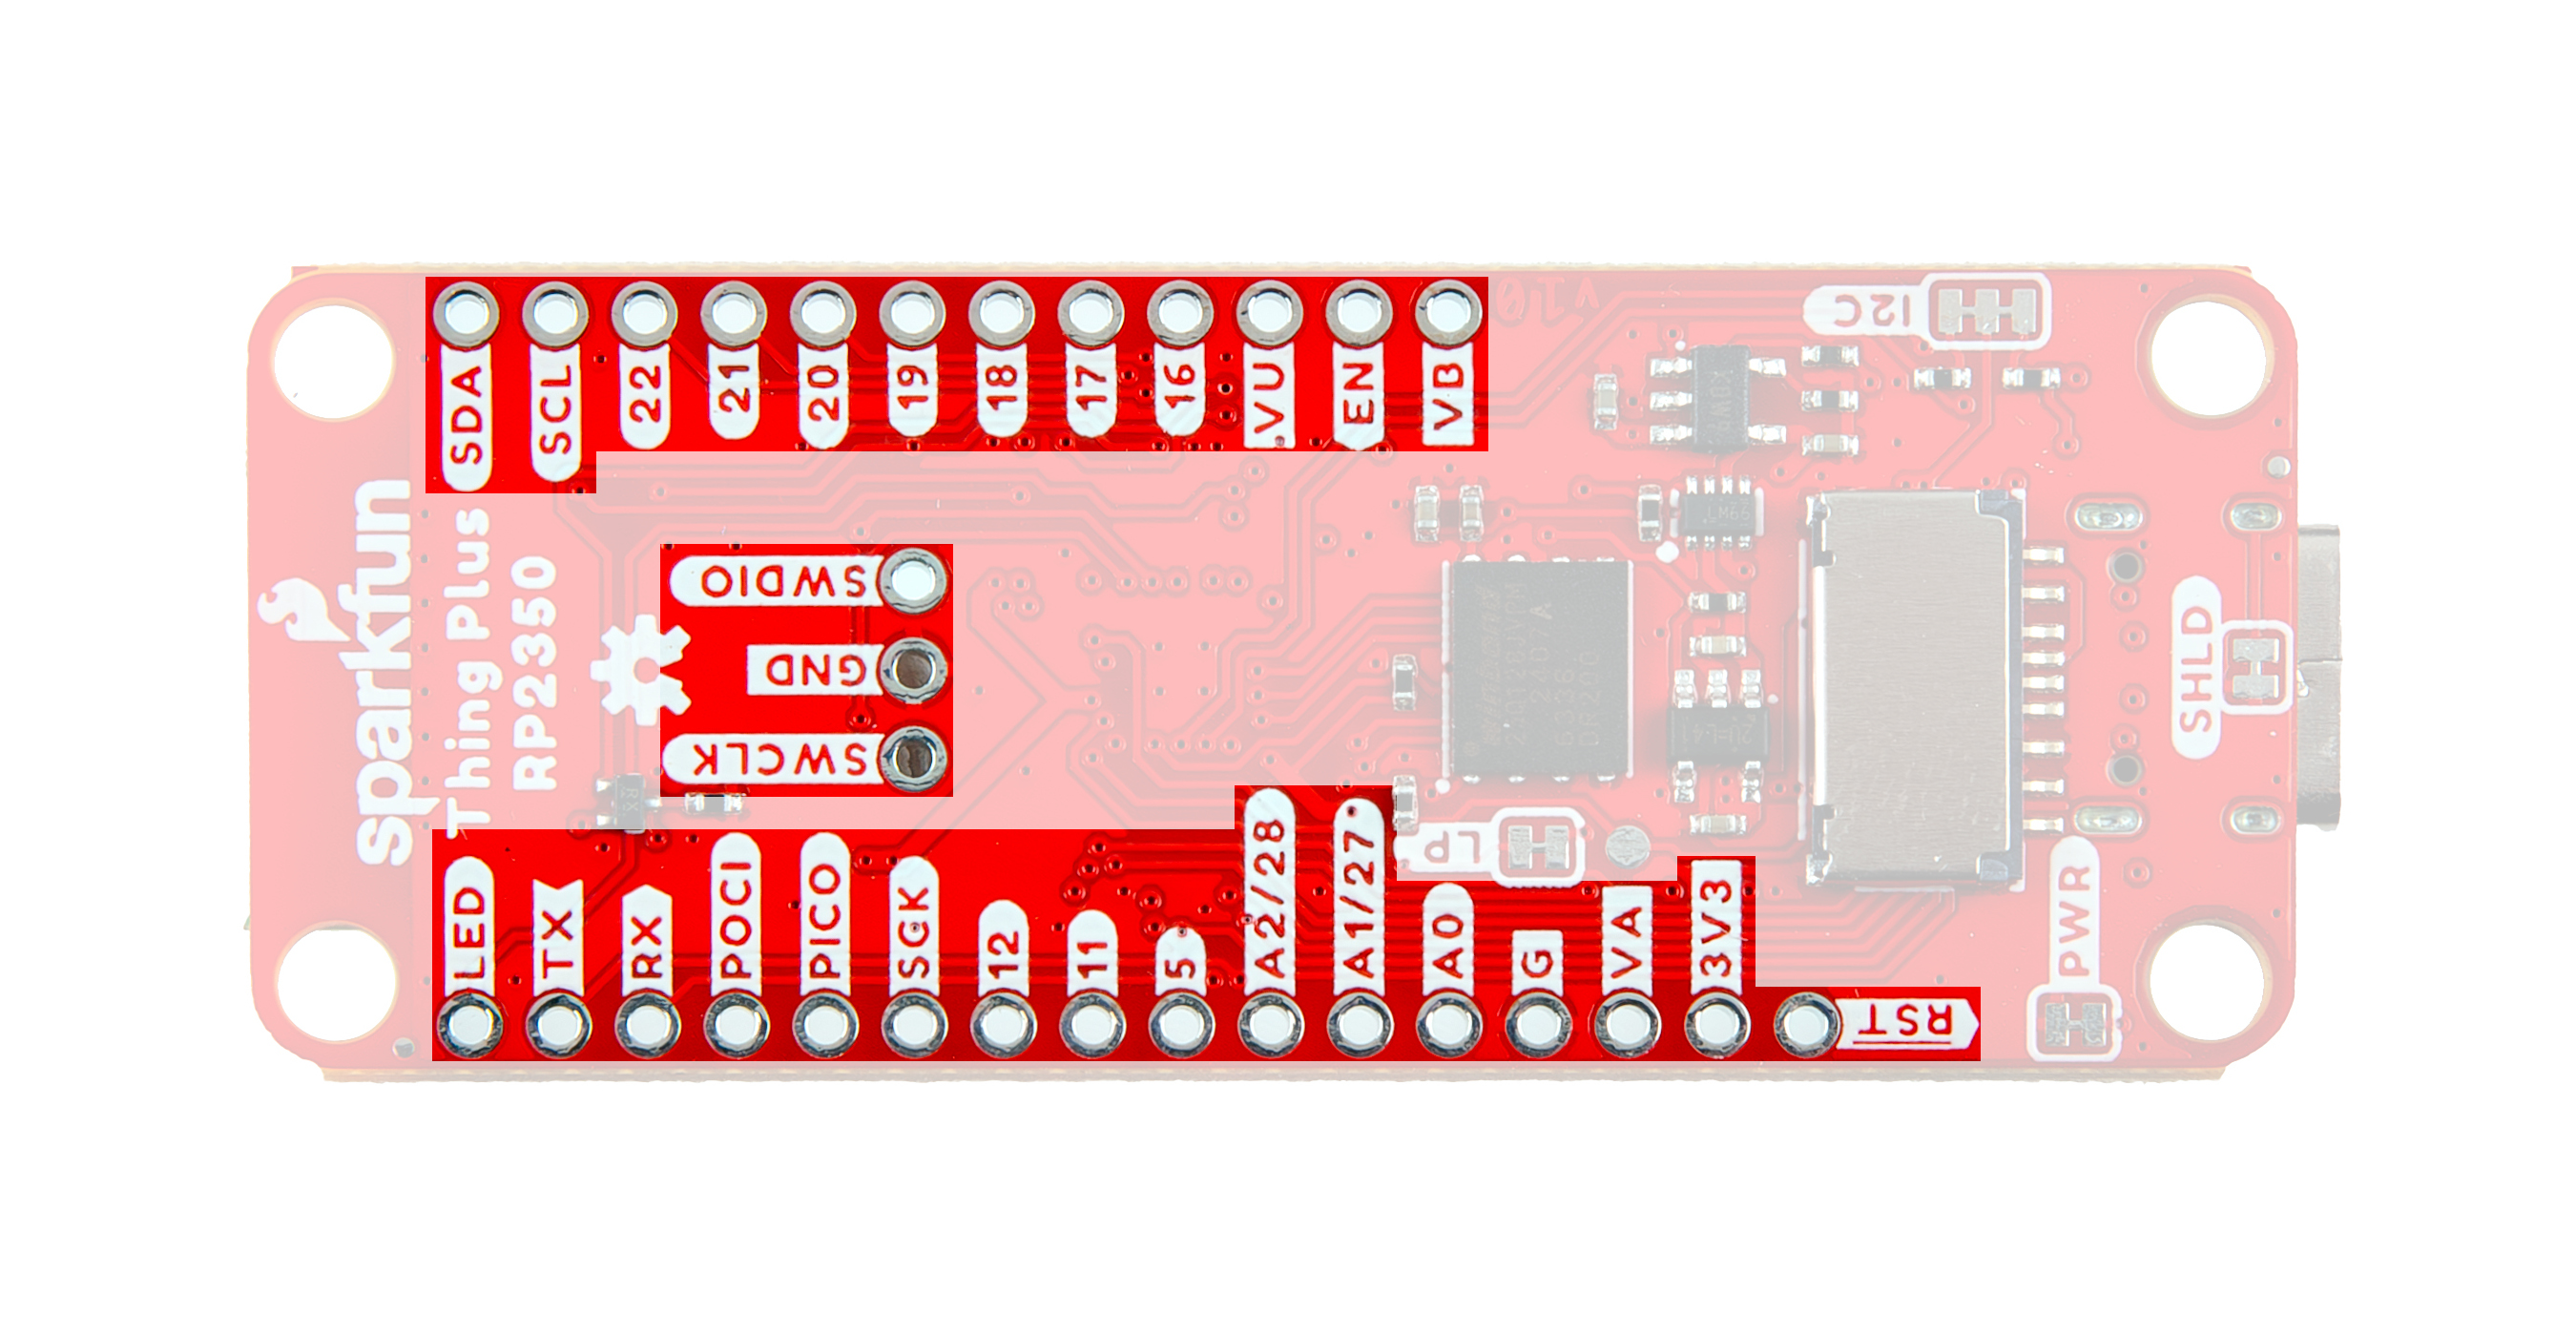 SDA
SCL
22
21
20
19
18
17
16
VU
EN
VB
v10
I2C
sparkfun
Thing Plus
RP2350
SWDIO
GND
SWCLK
SHLD
LP
PWR
LED
TX
RX
POCI
PICO
SCK
12
11
5
A2/28
A1/27
A0
G
VA
3V3
RST